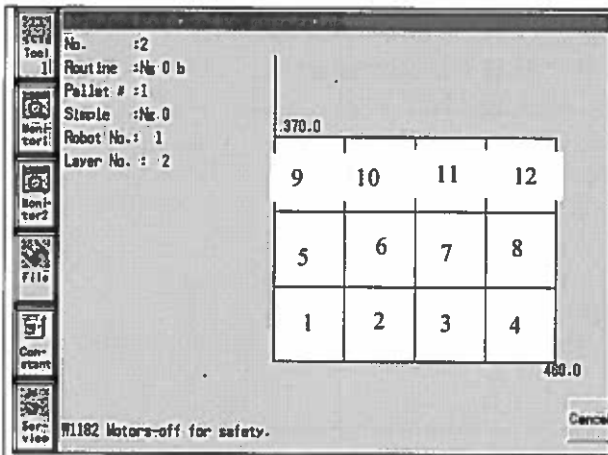 Tool
1
Moni-
tor1
Moni-
tor2
File
Con-
stant
Ser-
vice
No. :2
Routine :No 0 b
Pallet # :1
Simple :No.0
Robot No.: 1
Layer No. : 2
370.0
9 10 11 12
5 6 7 8
1 2 3 4
460.0
W1182 Motors-off for safety.
Cance